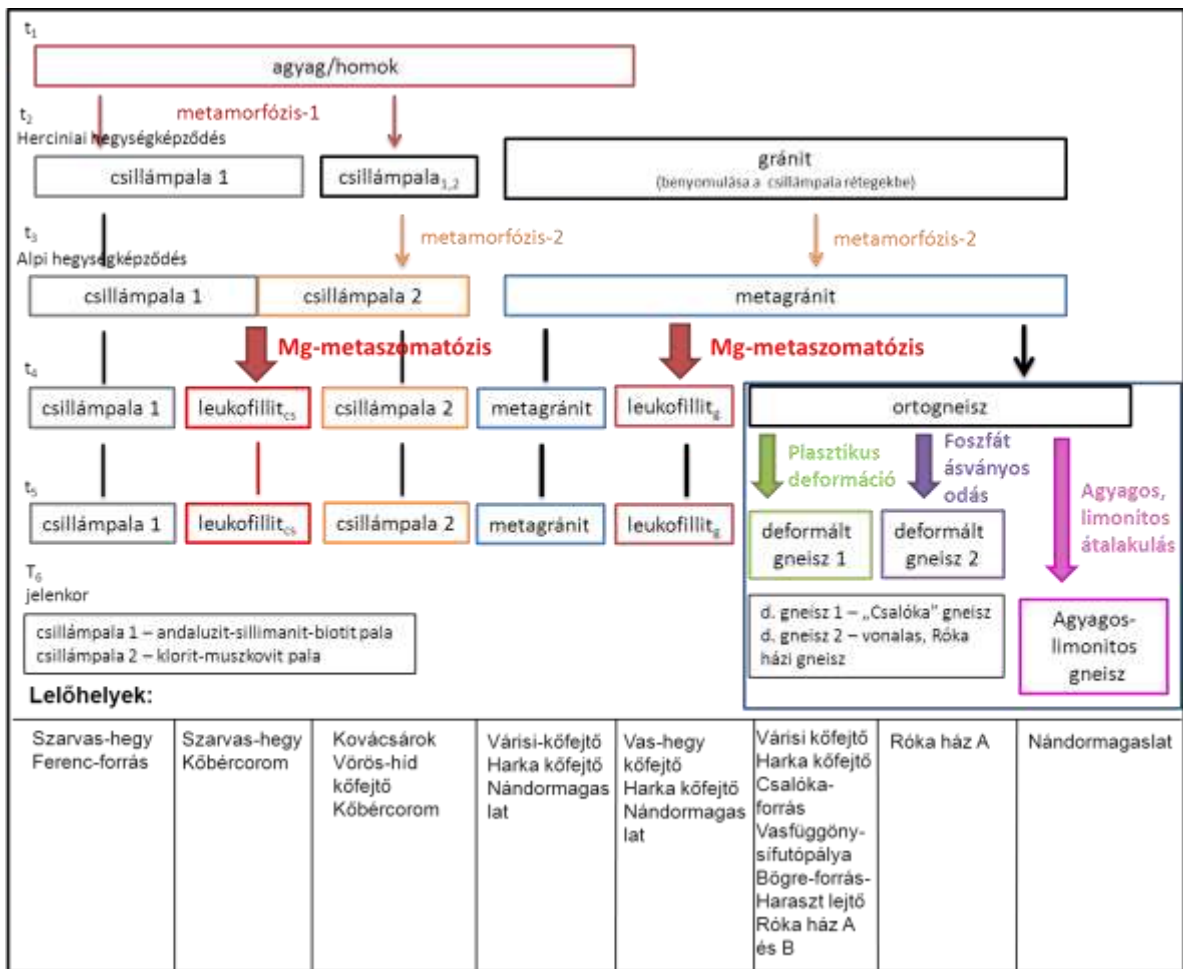 t1
agyag/homok
metamorfózis-1
t2
Herciniai hegységképződés
csillámpala 1
csillámpala1,2
gránit
(benyomulása a csillámpala rétegekbe)
t3
Alpi hegységképződés
metamorfózis-2
metamorfózis-2
csillámpala 1
csillámpala 2
metagránit
Mg-metaszomatózis
Mg-metaszomatózis
t4
csillámpala 1
leukofillitcs
csillámpala 2
metagránit
leukofillitg
ortogneisz
Plasztikus
deformáció
Foszfát
ásványos
odás
Agyagos,
limonitos
átalakulás
t5
csillámpala 1
leukofillitcs
csillámpala 2
metagránit
leukofillitg
deformált
gneisz 1
deformált
gneisz 2
T6
jelenkor
csillámpala 1 – andaluzit-sillimanit-biotit pala
csillámpala 2 – klorit-muszkovit pala
d. gneisz 1 – „Csalóka” gneisz
d. gneisz 2 – vonalas, Róka
házi gneisz
Agyagos-
limonitos
gneisz
Lelőhelyek:
Szarvas-hegy
Ferenc-forrás
Szarvas-hegy
Kőbércorom
Kovácsárok
Vörös-híd
kőfejtő
Kőbércorom
Várisi-kőfejtő
Harka kőfejtő
Nándormagas
lat
Vas-hegy
kőfejtő
Harka kőfejtő
Nándormagas
lat
Várisi kőfejtő
Harka kőfejtő
Csalóka-
forrás
Vasfüggöny-
sífutópálya
Bögre-forrás-
Haraszt lejtő
Róka ház A
és B
Róka ház A
Nándormagaslat